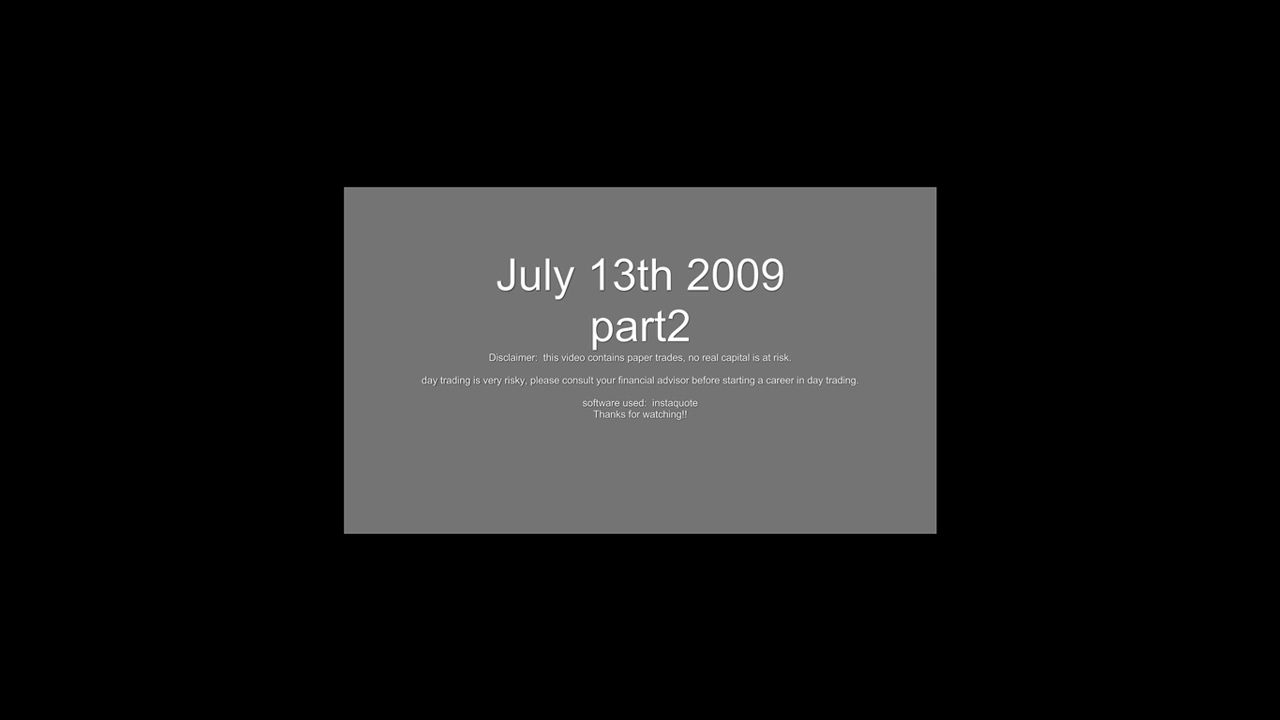 July 13th 2009
part2
Disclaimer:  this video contains paper trades, no real capital is at risk.
day trading is very risky, please consult your financial advisor before starting a career in day trading.
software used:  instaquote
Thanks for watching!!